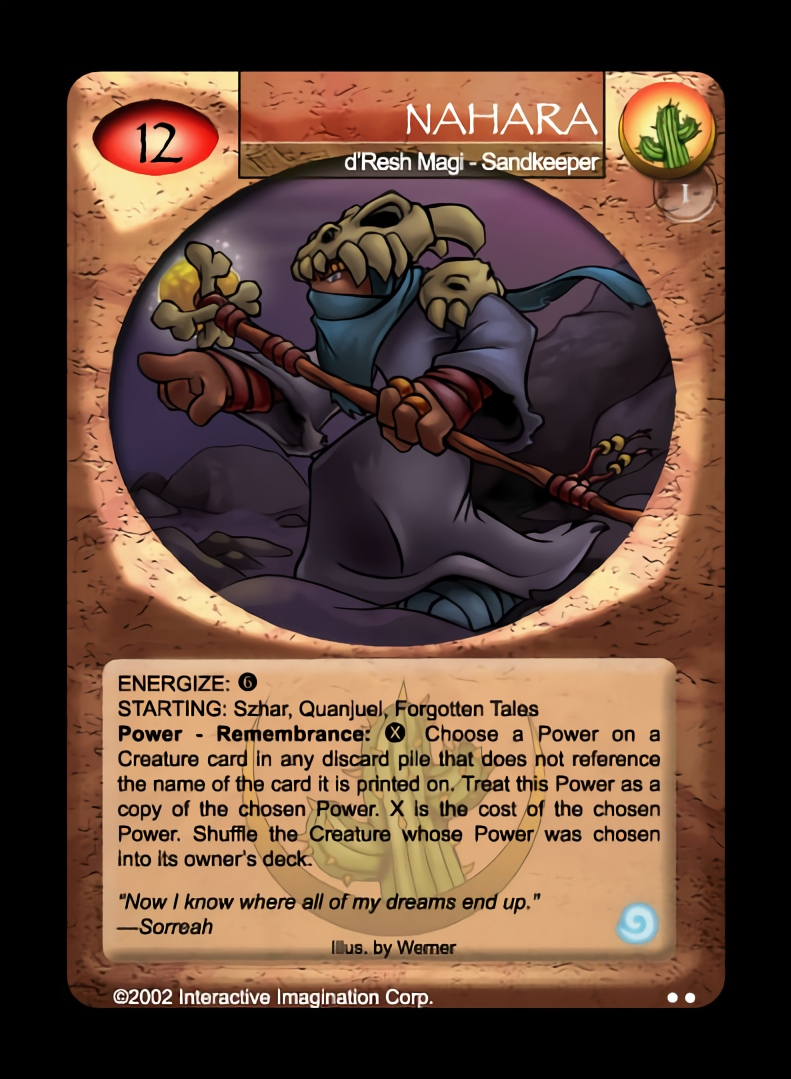 12
NAHARA
d'Resh Magi - Sandkeeper
I
ENERGIZE: 6
STARTING: Szhar, Quanjuel, Forgotten Tales
Power - Remembrance: X Choose a Power on a
Creature card in any discard pile that does not reference
the name of the card it is printed on. Treat this Power as a
copy of the chosen Power. X is the cost of the chosen
Power. Shuffle the Creature whose Power was chosen
into its owner's deck.
"Now I know where all of my dreams end up."
—Sorreah
Illus. by Werner
©2002 Interactive Imagination Corp.